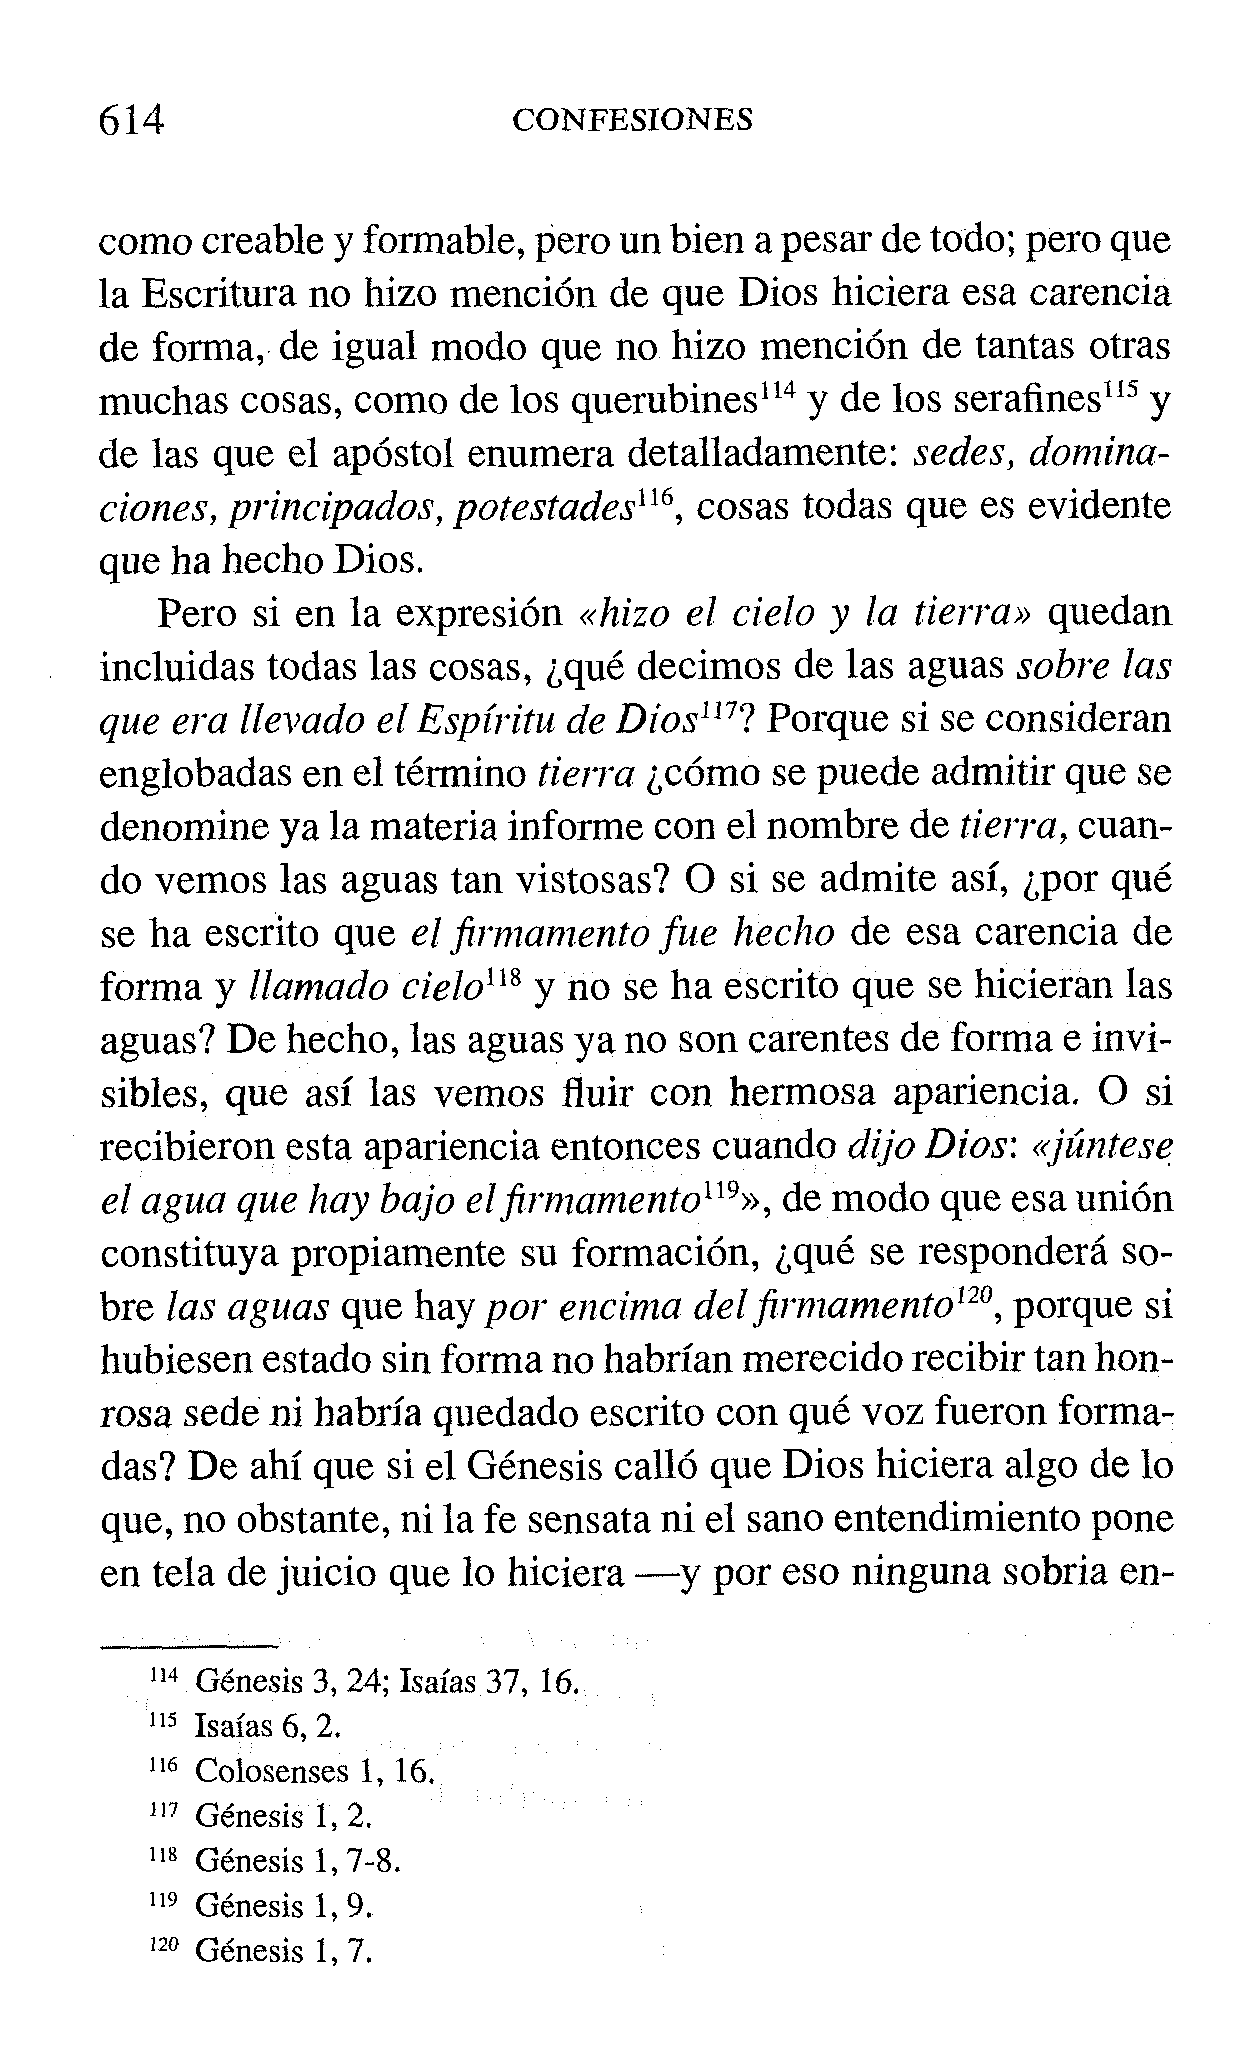 614 CONFESIONES
como creable y formable, pero un bien a pesar de todo; pero que
la Escritura no hizo mención de que Dios hiciera esa carencia
de forma, de igual modo que no hizo mención de tantas otras
muchas cosas, como de los querubines¹¹⁴ y de los serafines¹¹⁵ y
de las que el apóstol enumera detalladamente: sedes, domina-
ciones, principados, potestades¹¹⁶, cosas todas que es evidente
que ha hecho Dios.
Pero si en la expresión «hizo el cielo y la tierra» quedan
incluidas todas las cosas, ¿qué decimos de las aguas sobre las
que era llevado el Espíritu de Dios¹¹⁷? Porque si se consideran
englobadas en el término tierra ¿cómo se puede admitir que se
denomine ya la materia informe con el nombre de tierra, cuan-
do vemos las aguas tan vistosas? O si se admite así, ¿por qué
se ha escrito que el firmamento fue hecho de esa carencia de
forma y llamado cielo¹¹⁸ y no se ha escrito que se hicieran las
aguas? De hecho, las aguas ya no son carentes de forma e invi-
sibles, que así las vemos fluir con hermosa apariencia. O si
recibieron esta apariencia entonces cuando dijo Dios: «júntese
el agua que hay bajo el firmamento¹¹⁹», de modo que esa unión
constituya propiamente su formación, ¿qué se responderá so-
bre las aguas que hay por encima del firmamento¹²⁰, porque si
hubiesen estado sin forma no habrían merecido recibir tan hon-
rosa sede ni habría quedado escrito con qué voz fueron forma-
das? De ahí que si el Génesis calló que Dios hiciera algo de lo
que, no obstante, ni la fe sensata ni el sano entendimiento pone
en tela de juicio que lo hiciera —y por eso ninguna sobria en-
¹¹⁴ Génesis 3, 24; Isaías 37, 16.
¹¹⁵ Isaías 6, 2.
¹¹⁶ Colosenses 1, 16.
¹¹⁷ Génesis 1, 2.
¹¹⁸ Génesis 1, 7-8.
¹¹⁹ Génesis 1, 9.
¹²⁰ Génesis 1, 7.